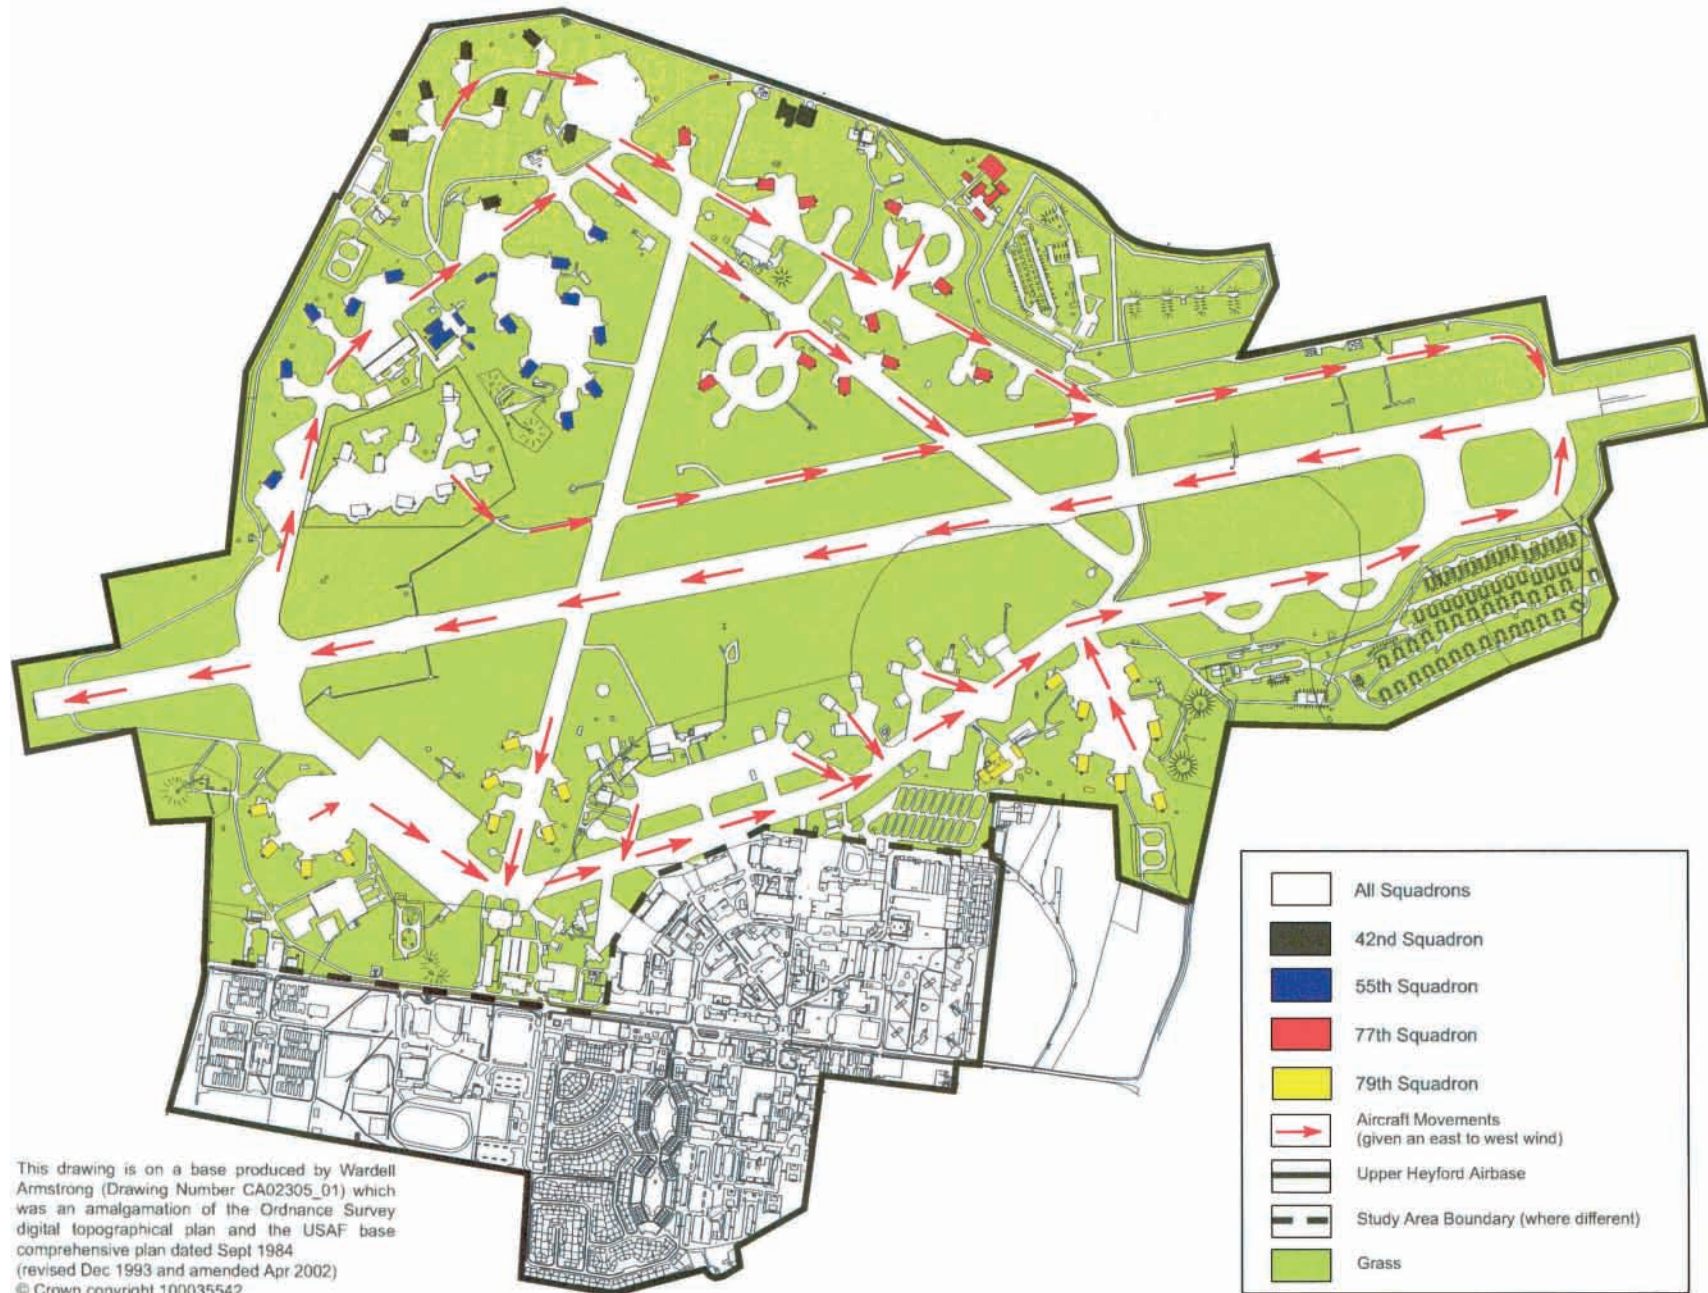 All Squadrons
42nd Squadron
55th Squadron
77th Squadron
79th Squadron
Aircraft Movements
(given an east to west wind)
Upper Heyford Airbase
Study Area Boundary (where different)
Grass
This drawing is on a base produced by Wardell
Armstrong (Drawing Number CA02305_01) which
was an amalgamation of the Ordnance Survey
digital topographical plan and the USAF base
comprehensive plan dated Sept 1984
(revised Dec 1993 and amended Apr 2002)
© Crown copyright 100035542